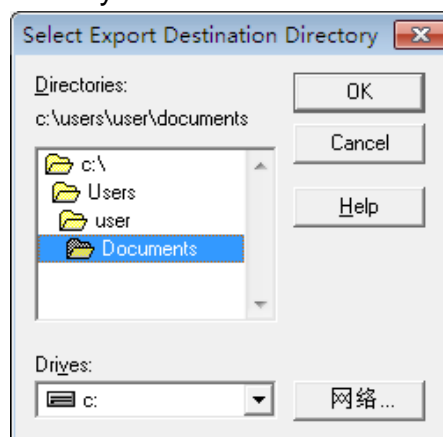 Select Export Destination Directory
Directories:
c:\users\user\documents
c:\
Users
user
Documents
OK
Cancel
Help
Drives:
c:
网络...